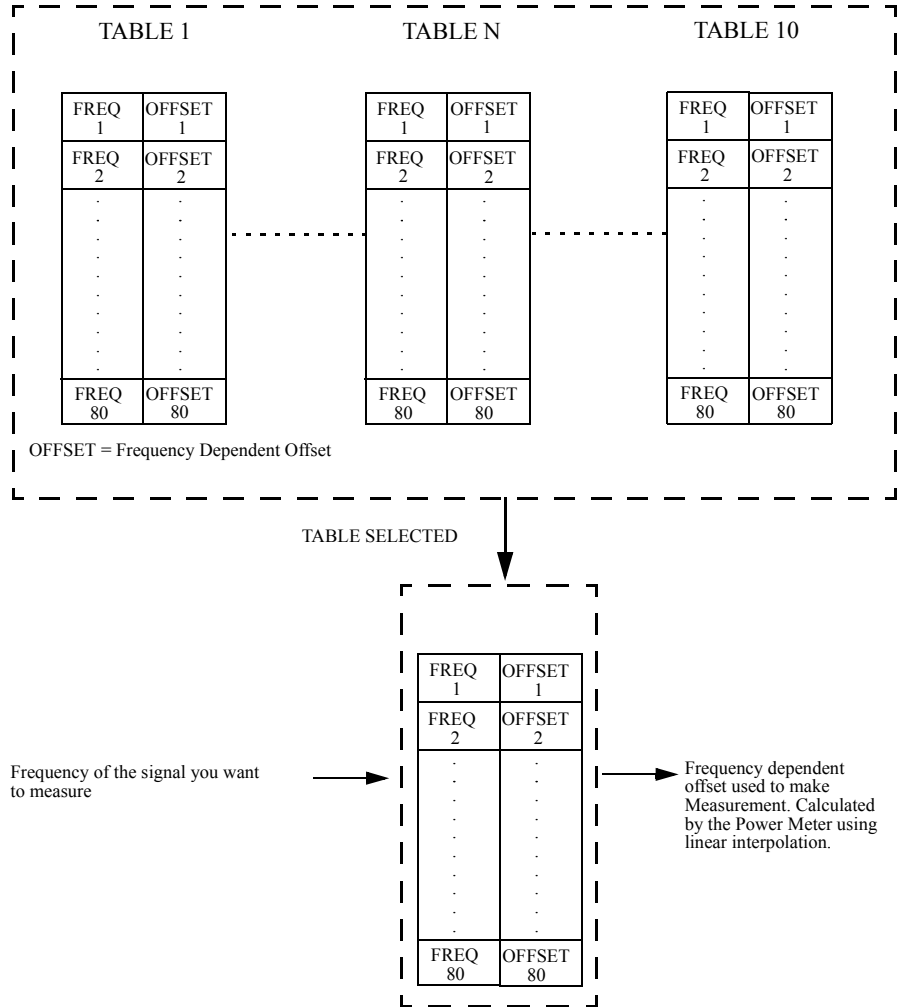 TABLE 1 TABLE N TABLE 10
FREQ OFFSET FREQ OFFSET FREQ OFFSET
1 1 1 1 1 1
FREQ OFFSET FREQ OFFSET FREQ OFFSET
2 2 2 2 2 2
FREQ OFFSET FREQ OFFSET FREQ OFFSET
80 80 80 80 80 80
OFFSET = Frequency Dependent Offset
TABLE SELECTED
FREQ OFFSET
1 1
FREQ OFFSET
2 2
Frequency of the signal you want
to measure
Frequency dependent
offset used to make
Measurement. Calculated
by the Power Meter using
linear interpolation.
FREQ OFFSET
80 80